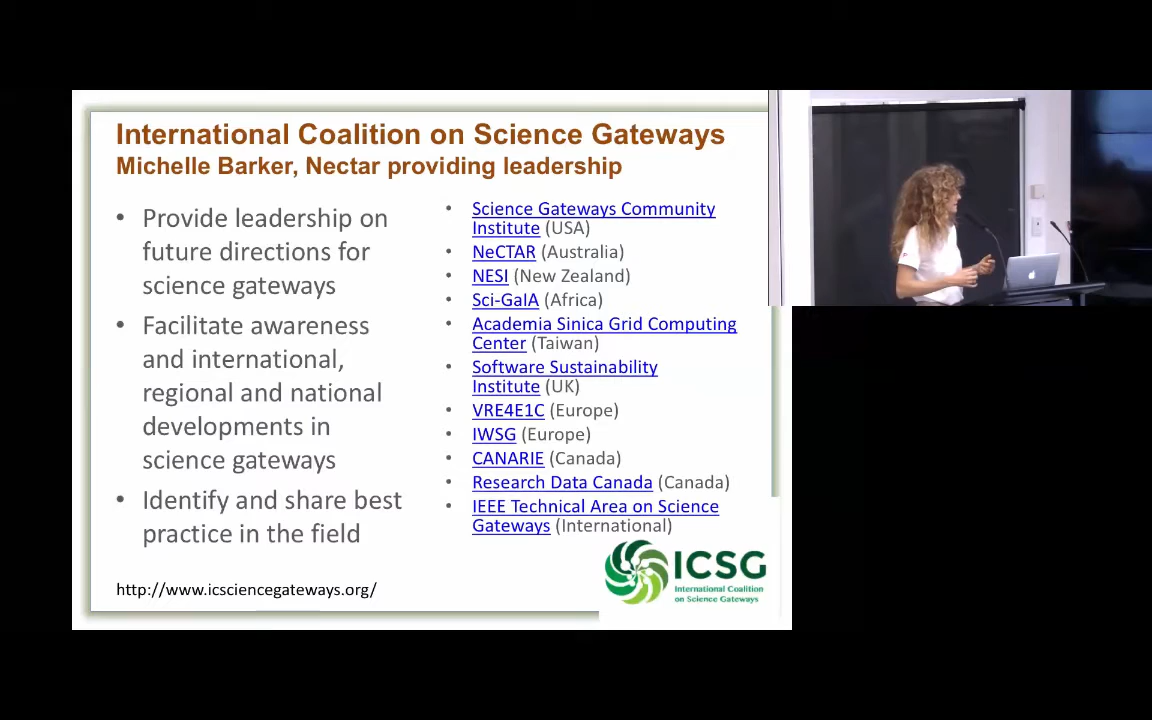 International Coalition on Science Gateways
Michelle Barker, Nectar providing leadership
• Provide leadership on
future directions for
science gateways
• Facilitate awareness
and international,
regional and national
developments in
science gateways
• Identify and share best
practice in the field
http://www.icsciencegateways.org/
• Science Gateways Community
Institute (USA)
• NeCTAR (Australia)
• NESI (New Zealand)
• Sci-GaIA (Africa)
• Academia Sinica Grid Computing
Center (Taiwan)
• Software Sustainability
Institute (UK)
• VRE4E1C (Europe)
• IWSG (Europe)
• CANARIE (Canada)
• Research Data Canada (Canada)
• IEEE Technical Area on Science
Gateways (International)
ICSG
International Coalition
on Science Gateways